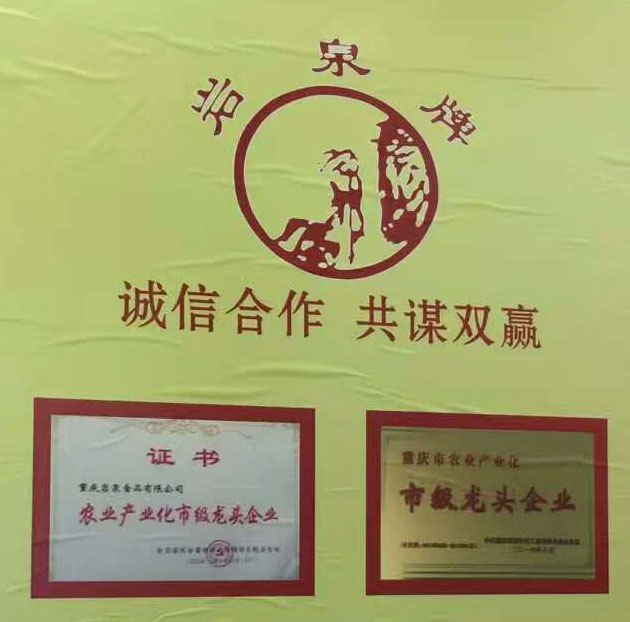 岩泉牌
诚信合作 共谋双赢
证书
重庆岩泉食品有限公司
农业产业化市级龙头企业
重庆市农业产业化
市级龙头企业